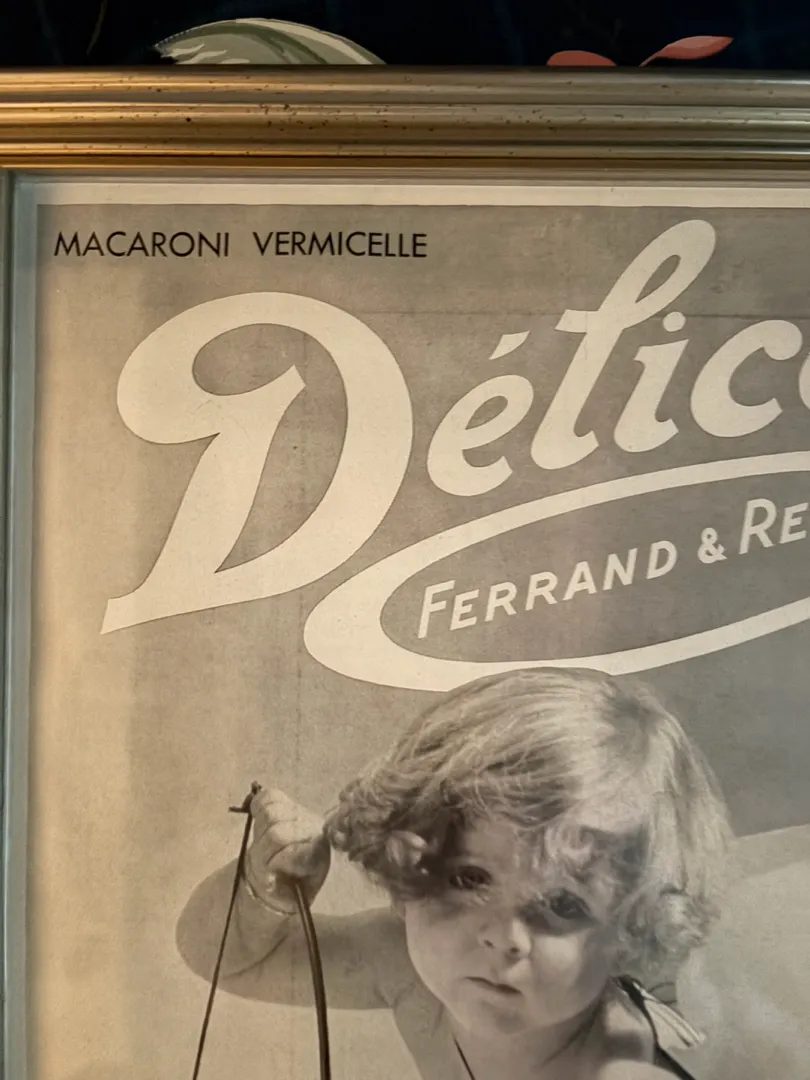 MACARONI VERMICELLE
Délic
FERRAND & RE